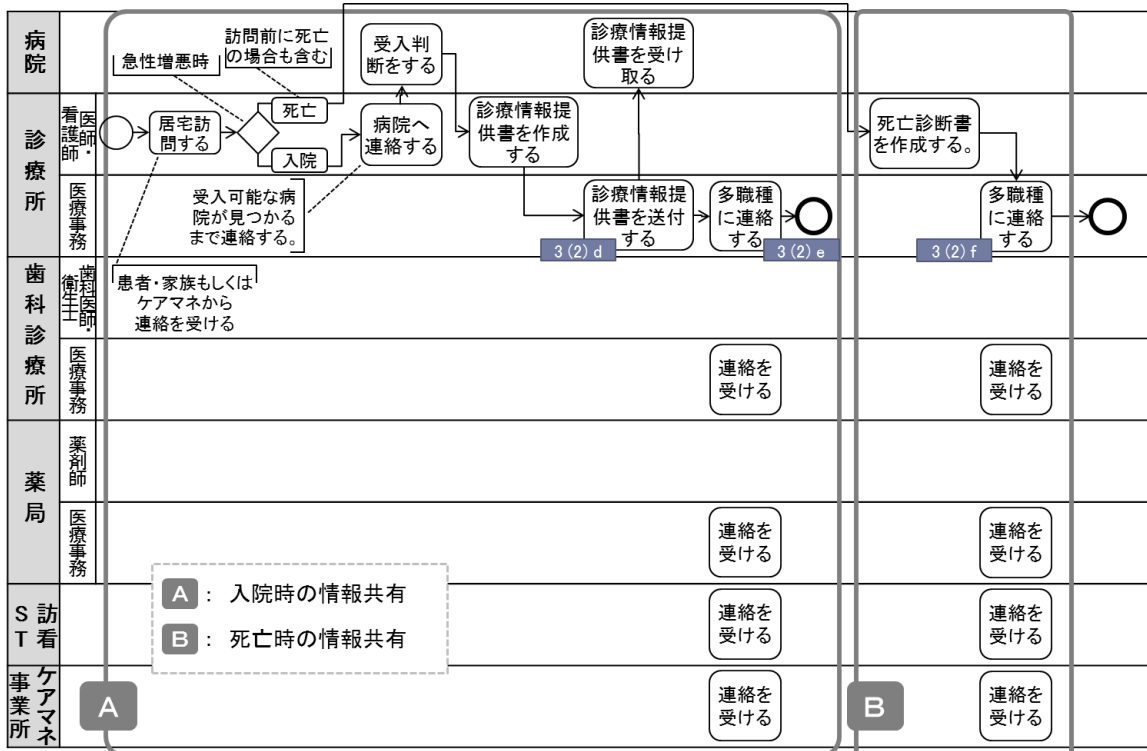 病院
急性増悪時
訪問前に死亡
の場合も含む
受入判
断をする
診療情報提
供書を受け
取る
診療所
医師・
看護師
居宅訪
問する
死亡
入院
病院へ
連絡する
診療情報提
供書を作成
する
死亡診断書
を作成する。
医療事務
受入可能な病
院が見つかる
まで連絡する。
診療情報提
供書を送付
する
3(2)d
多職種
に連絡
する
3(2)e
多職種
に連絡
する
3(2)f
歯科診療所
歯科医師・
衛生士
患者・家族もしくは
ケアマネから
連絡を受ける
医療事務
連絡を
受ける
連絡を
受ける
薬局
薬剤師
医療事務
連絡を
受ける
連絡を
受ける
A : 入院時の情報共有
B : 死亡時の情報共有
訪看
ST
連絡を
受ける
連絡を
受ける
ケアマネ
事業所
A
連絡を
受ける
B
連絡を
受ける